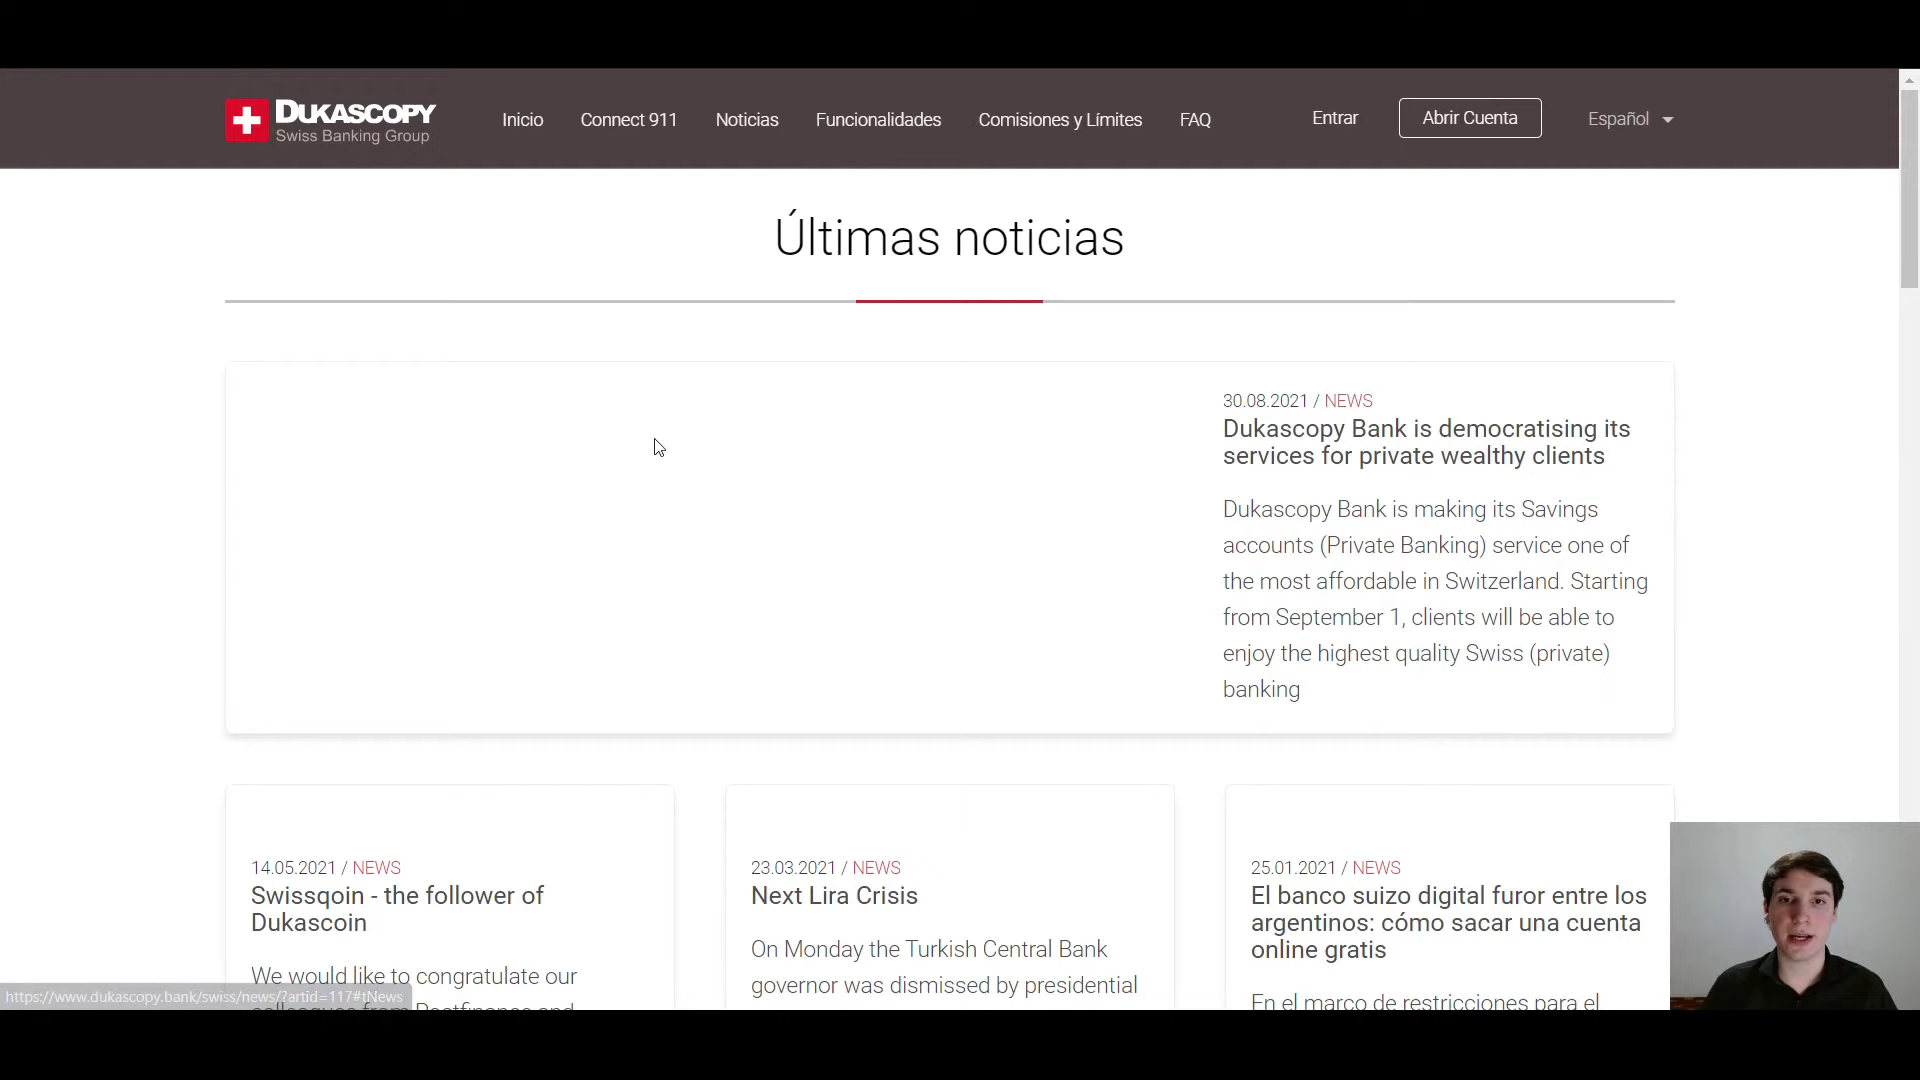 DUKASCOPY
Swiss Banking Group
Inicio
Connect 911
Noticias
Funcionalidades
Comisiones y Límites
FAQ
Entrar
Abrir Cuenta
Español
Últimas noticias
30.08.2021 / NEWS
Dukascopy Bank is democratising its
services for private wealthy clients
Dukascopy Bank is making its Savings
accounts (Private Banking) service one of
the most affordable in Switzerland. Starting
from September 1, clients will be able to
enjoy the highest quality Swiss (private)
banking
14.05.2021 / NEWS
Swissqoin - the follower of
Dukascoin
We would like to congratulate our
23.03.2021 / NEWS
Next Lira Crisis
On Monday the Turkish Central Bank
governor was dismissed by presidential
25.01.2021 / NEWS
El banco suizo digital furor entre los
argentinos: cómo sacar una cuenta
online gratis
En el marco de restricciones para el
https://www.dukascopy.bank/swiss/news/?artid=117#tNews